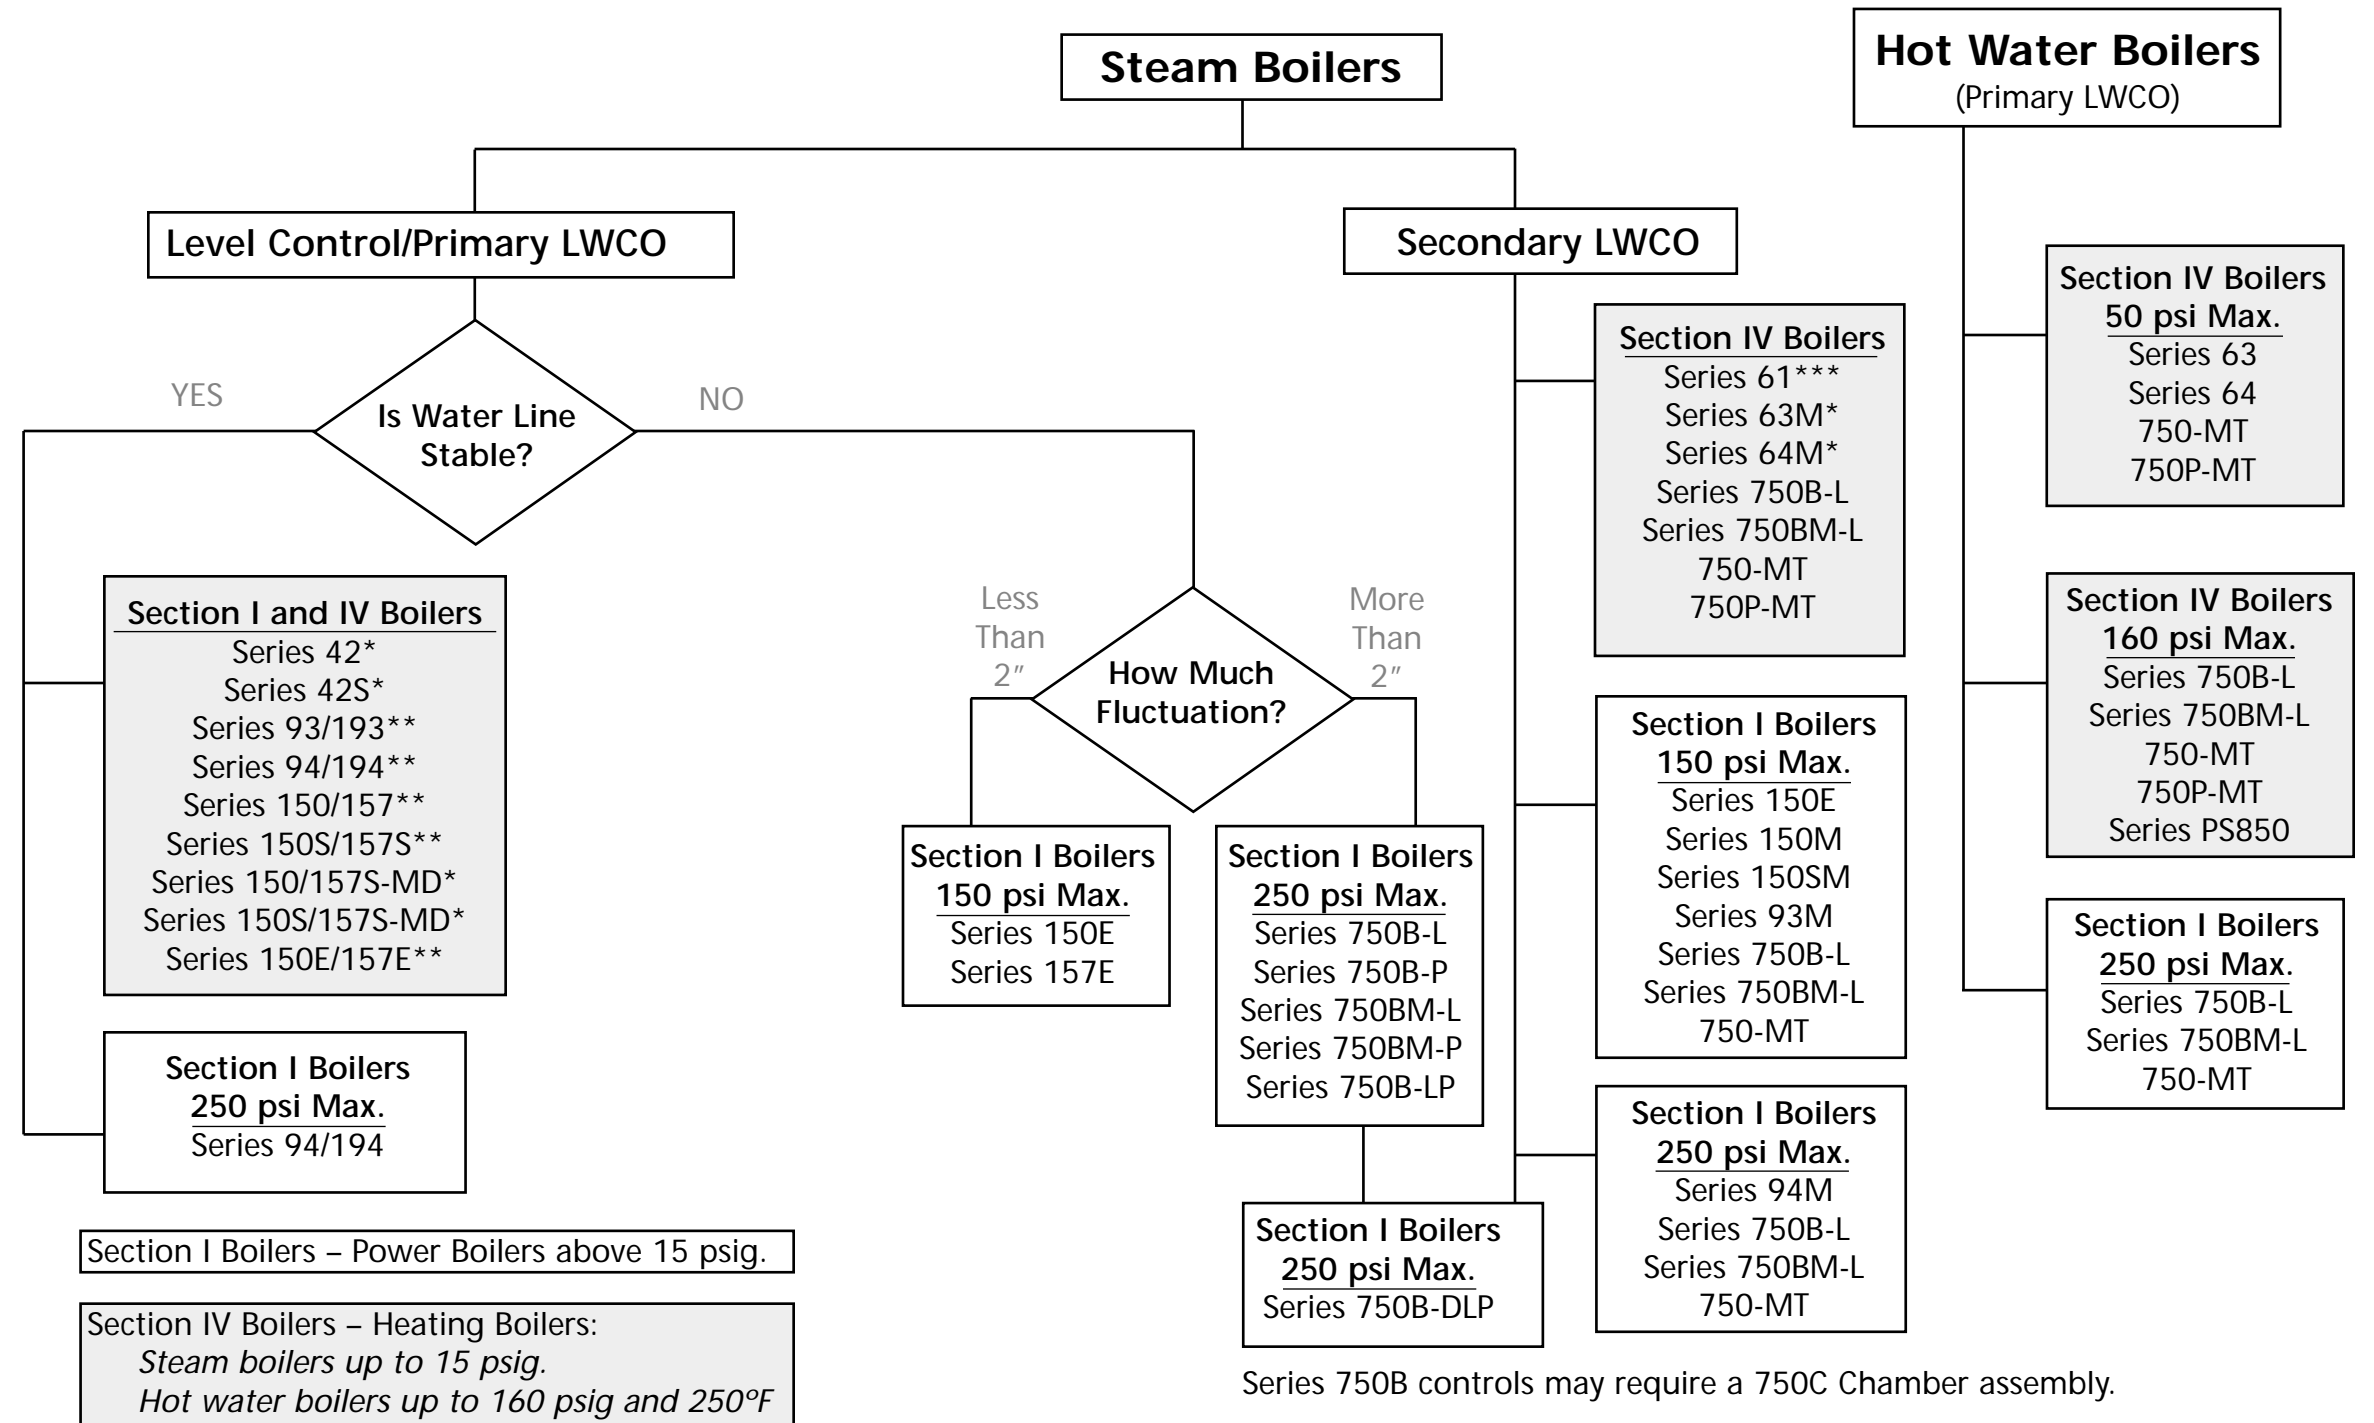 Steam Boilers
Hot Water Boilers
(Primary LWCO)
Level Control/Primary LWCO
Secondary LWCO
Is Water Line
Stable?
YES
NO
Section I and IV Boilers
Series 42*
Series 42S*
Series 93/193**
Series 94/194**
Series 150/157**
Series 150S/157S**
Series 150/157S-MD*
Series 150S/157S-MD*
Series 150E/157E**
Section I Boilers
250 psi Max.
Series 94/194
Less
Than
2″
More
Than
2″
How Much
Fluctuation?
Section I Boilers
150 psi Max.
Series 150E
Series 157E
Section I Boilers
250 psi Max.
Series 750B-L
Series 750B-P
Series 750BM-L
Series 750BM-P
Series 750B-LP
Section I Boilers
250 psi Max.
Series 750B-DLP
Section IV Boilers
Series 61***
Series 63M*
Series 64M*
Series 750B-L
Series 750BM-L
750-MT
750P-MT
Section I Boilers
150 psi Max.
Series 150E
Series 150M
Series 150SM
Series 93M
Series 750B-L
Series 750BM-L
750-MT
Section I Boilers
250 psi Max.
Series 94M
Series 750B-L
Series 750BM-L
750-MT
Section IV Boilers
50 psi Max.
Series 63
Series 64
750-MT
750P-MT
Section IV Boilers
160 psi Max.
Series 750B-L
Series 750BM-L
750-MT
750P-MT
Series PS850
Section I Boilers
250 psi Max.
Series 750B-L
Series 750BM-L
750-MT
Section I Boilers – Power Boilers above 15 psig.
Section IV Boilers – Heating Boilers:
Steam boilers up to 15 psig.
Hot water boilers up to 160 psig and 250ºF
Series 750B controls may require a 750C Chamber assembly.